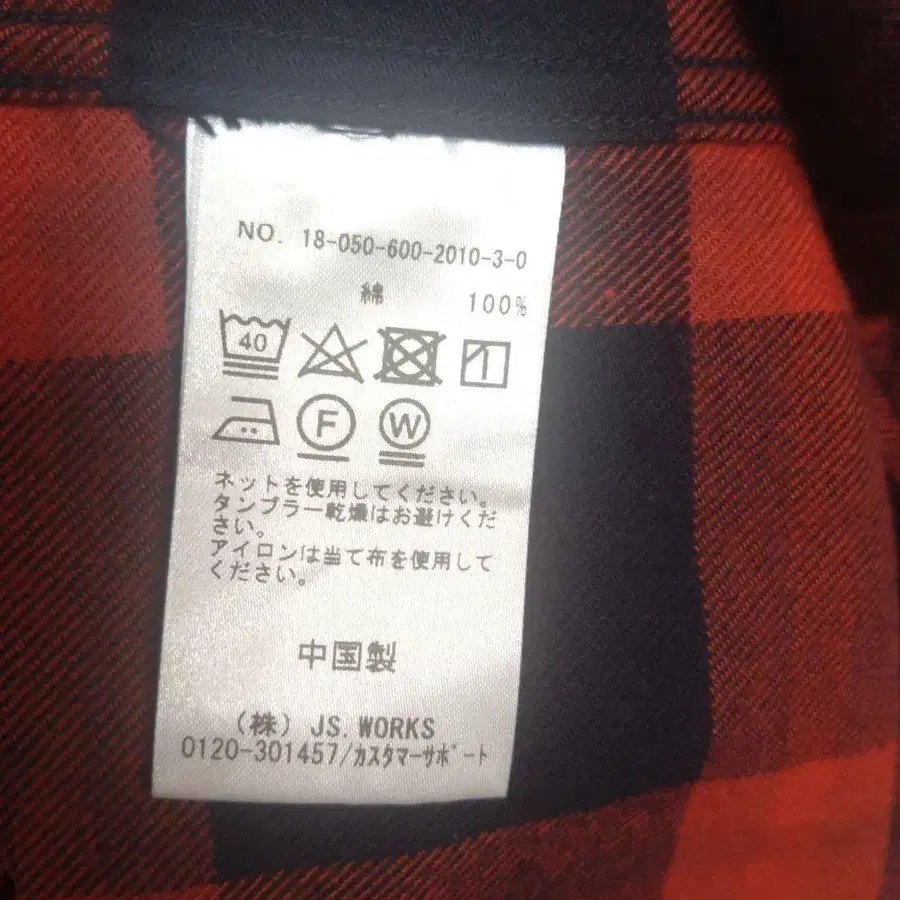 NO. 18-050-600-2010-3-0
綿 100%
40
F W
ネットを使用してください。
タンブラー乾燥はお避けくだ
さい。
アイロンは当て布を使用して
ください。
中国製
(株) JS.WORKS
0120-301457/カスタマーサポート